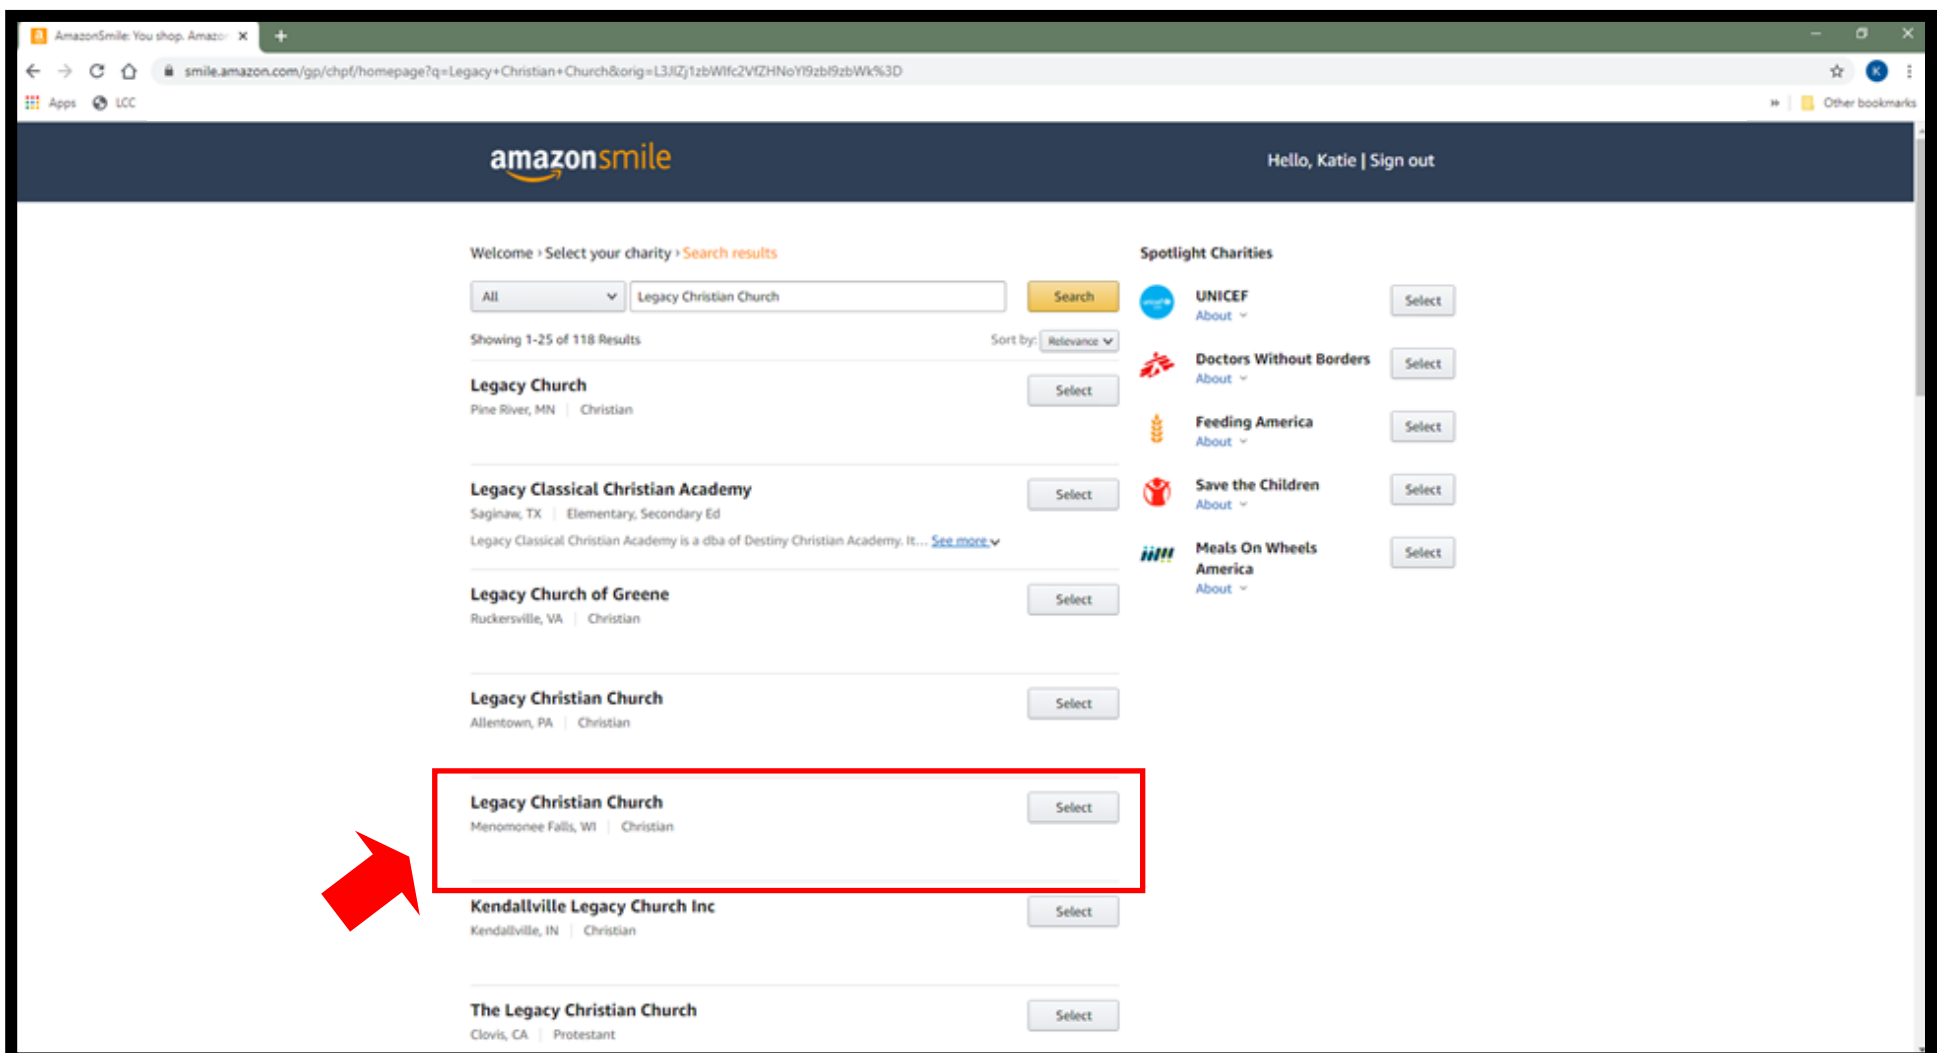 AmazonSmile: You shop. Amazon
smile.amazon.com/gp/chpf/homepage?q=Legacy+Christian+Church&orig=
K
Apps LCC
Other bookmarks
amazonsmile
Hello, Katie | Sign out
Welcome › Select your charity › Search results
All
Legacy Christian Church
Search
Showing 1-25 of 118 Results
Sort by: Relevance
Legacy Church
Select
Pine River, MN | Christian
Legacy Classical Christian Academy
Select
Saginaw, TX | Elementary, Secondary Ed
Legacy Classical Christian Academy is a dba of Destiny Christian Academy. It... See more
Legacy Church of Greene
Select
Ruckersville, VA | Christian
Legacy Christian Church
Select
Allentown, PA | Christian
Legacy Christian Church
Select
Menomonee Falls, WI | Christian
Kendallville Legacy Church Inc
Select
Kendallville, IN | Christian
The Legacy Christian Church
Select
Clovis, CA | Protestant
Spotlight Charities
UNICEF
Select
About
Doctors Without Borders
Select
About
Feeding America
Select
About
Save the Children
Select
About
Meals On Wheels
America
Select
About